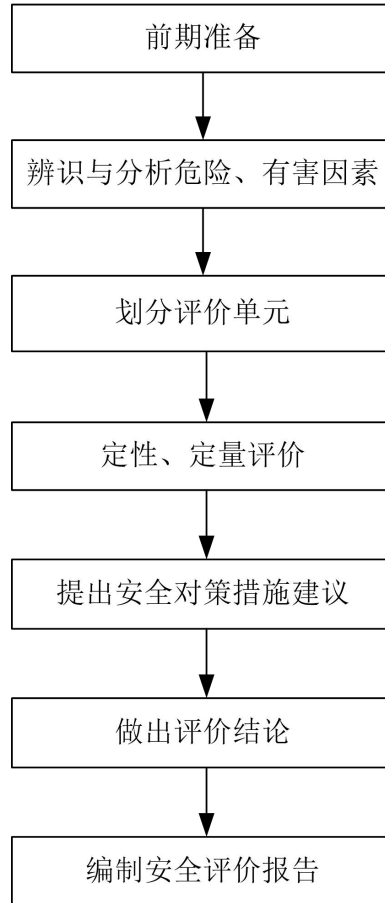 前期准备
辨识与分析危险、有害因素
划分评价单元
定性、定量评价
提出安全对策措施建议
做出评价结论
编制安全评价报告